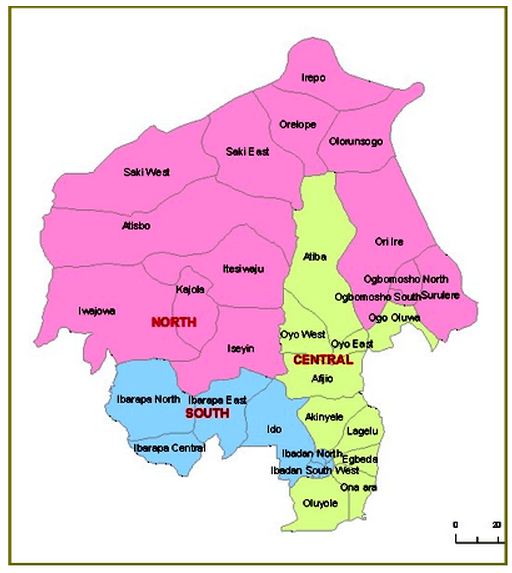 Irepo
Orelope
Olorunsogo
Saki East
Saki West
Atisbo
Ori Ire
Atiba
Itesiwaju
Ogbomosho North
Kajola
Ogbomosho South
Surulere
Iwajowa
Ogo Oluwa
NORTH
Oyo West
Oyo East
Iseyin
CENTRAL
Afijio
Ibarapa North
Ibarapa East
SOUTH
Akinyele
Ido
Lagelu
Ibarapa Central
Ibadan North
Egbeda
Ibadan South West
Ona ara
Oluyole
0 20